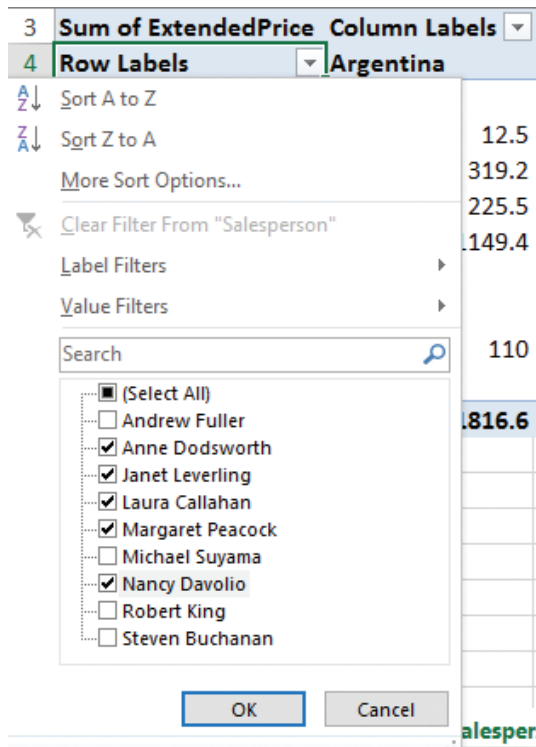 3 Sum of ExtendedPrice Column Labels
4 Row Labels Argentina
Sort A to Z
Sort Z to A
12.5
More Sort Options...
319.2
Clear Filter From "Salesperson"
225.5
Label Filters
1149.4
Value Filters
Search
110
(Select All)
Andrew Fuller
.816.6
Anne Dodsworth
Janet Leverling
Laura Callahan
Margaret Peacock
Michael Suyama
Nancy Davolio
Robert King
Steven Buchanan
OK Cancel
alesper